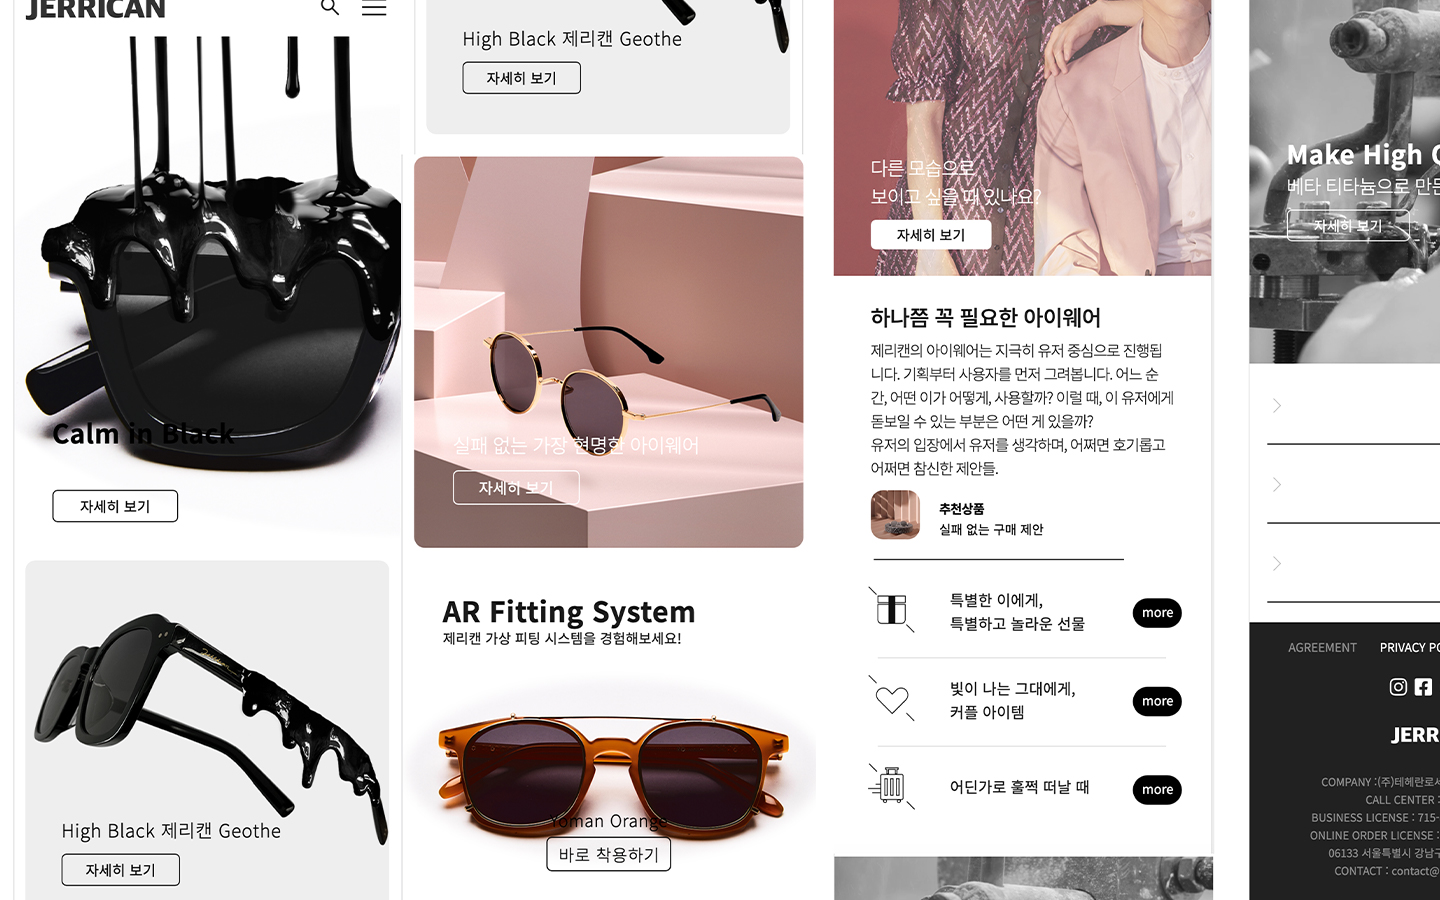 JERRICAN
Calm in Black
자세히 보기
High Black 제리캔 Geothe
자세히 보기
High Black 제리캔 Geothe
자세히 보기
실패 없는 가장 현명한 아이웨어
자세히 보기
AR Fitting System
제리캔 가상 피팅 시스템을 경험해보세요!
Yoman Orange
바로 착용하기
다른 모습으로
보이고 싶을 때 있나요?
자세히 보기
하나쯤 꼭 필요한 아이웨어
제리캔의 아이웨어는 지극히 유저 중심으로 진행됩
니다. 기획부터 사용자를 먼저 그려봅니다. 어느 순
간, 어떤 이가 어떻게, 사용할까? 이럴 때, 이 유저에게
돋보일 수 있는 부분은 어떤 게 있을까?
유저의 입장에서 유저를 생각하며, 어쩌면 호기롭고
어쩌면 참신한 제안들.
추천상품
실패 없는 구매 제안
특별한 이에게,
특별하고 놀라운 선물
more
빛이 나는 그대에게,
커플 아이템
more
어딘가로 훌쩍 떠날 때
more
Make High
베타 티타늄으로 만든
자세히 보기
AGREEMENT PRIVACY PO
JERR
COMPANY :(주)테헤란로서
CALL CENTER :
BUSINESS LICENSE : 715-
ONLINE ORDER LICENSE :
06133 서울특별시 강남구
CONTACT : contact@